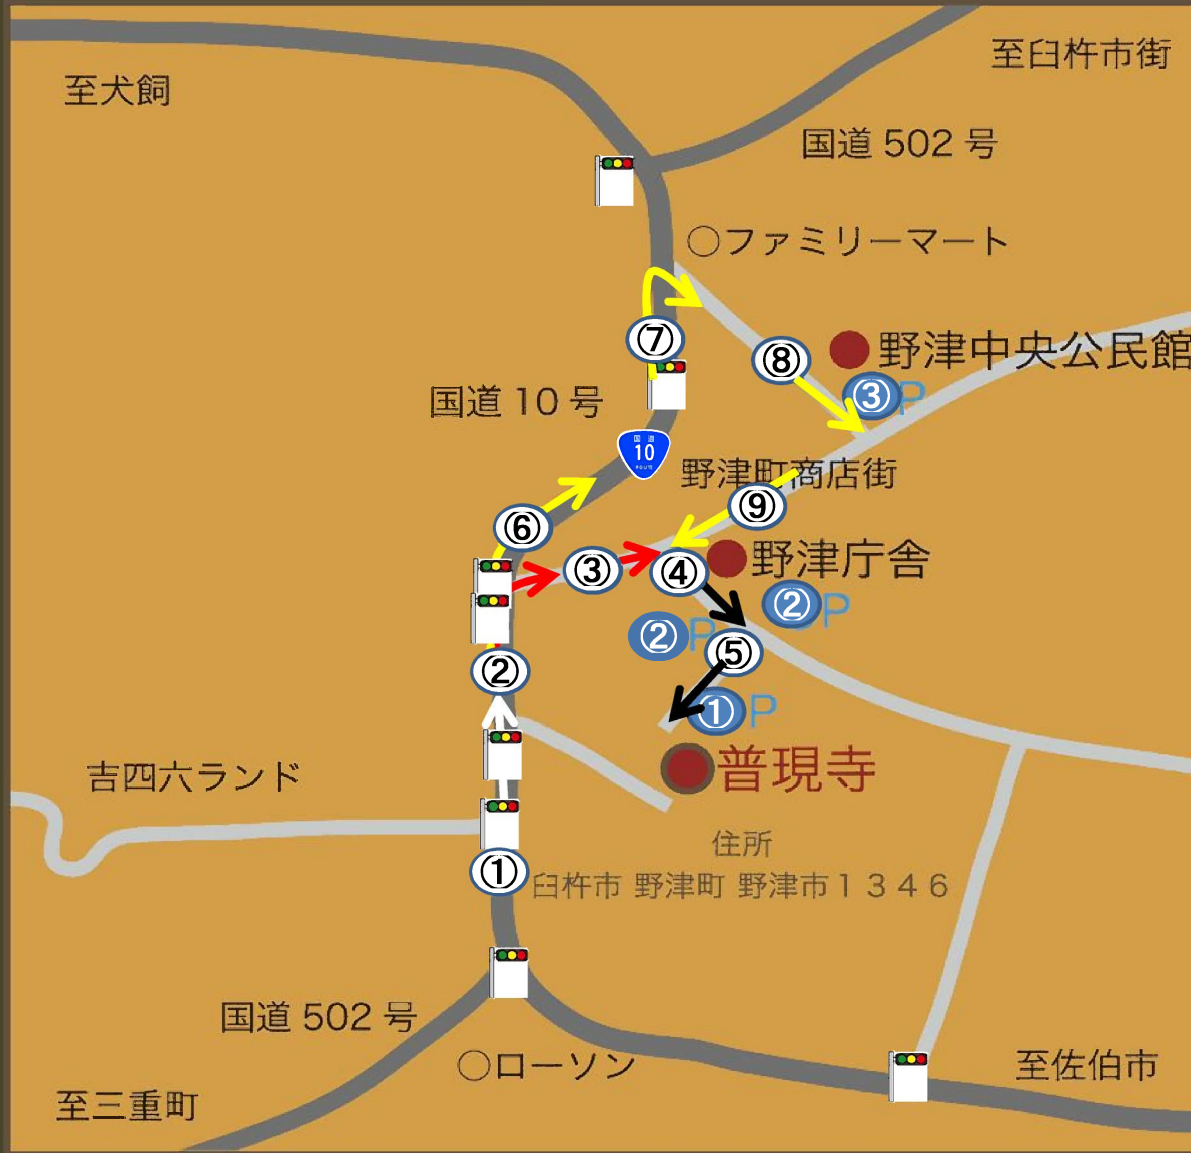 至臼杵市街
至犬飼
国道 502 号
○ファミリーマート
⑦
⑧
野津中央公民館
③P
国道 10 号
国道
10
ROUTE
野津町商店街
⑨
⑥
③
④
野津庁舎
②P
②P
⑤
②
①P
普現寺
吉四六ランド
住所
①
臼杵市 野津町 野津市1346
国道 502 号
○ローソン
至佐伯市
至三重町